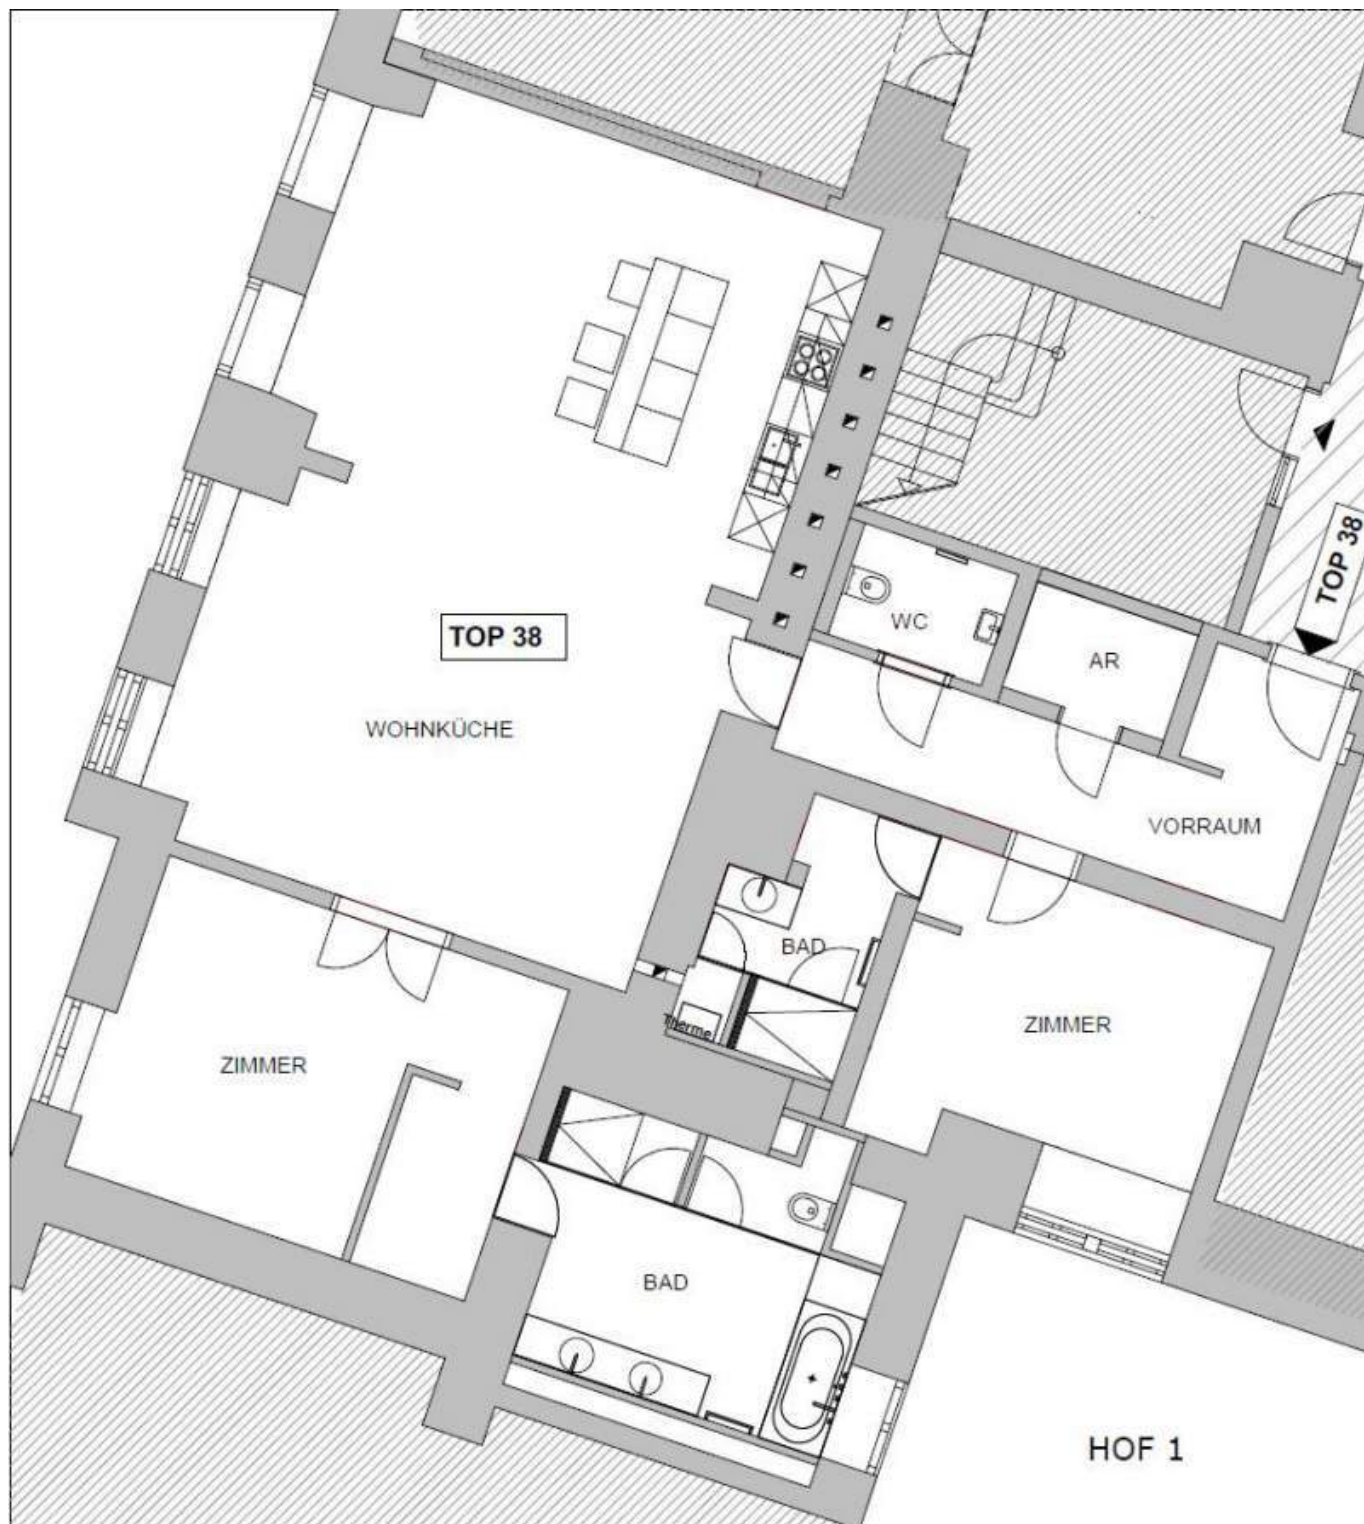 TOP 38
WC
AR
TOP 38
WOHNKÜCHE
VORRAUM
BAD
Therme
ZIMMER
ZIMMER
BAD
HOF 1